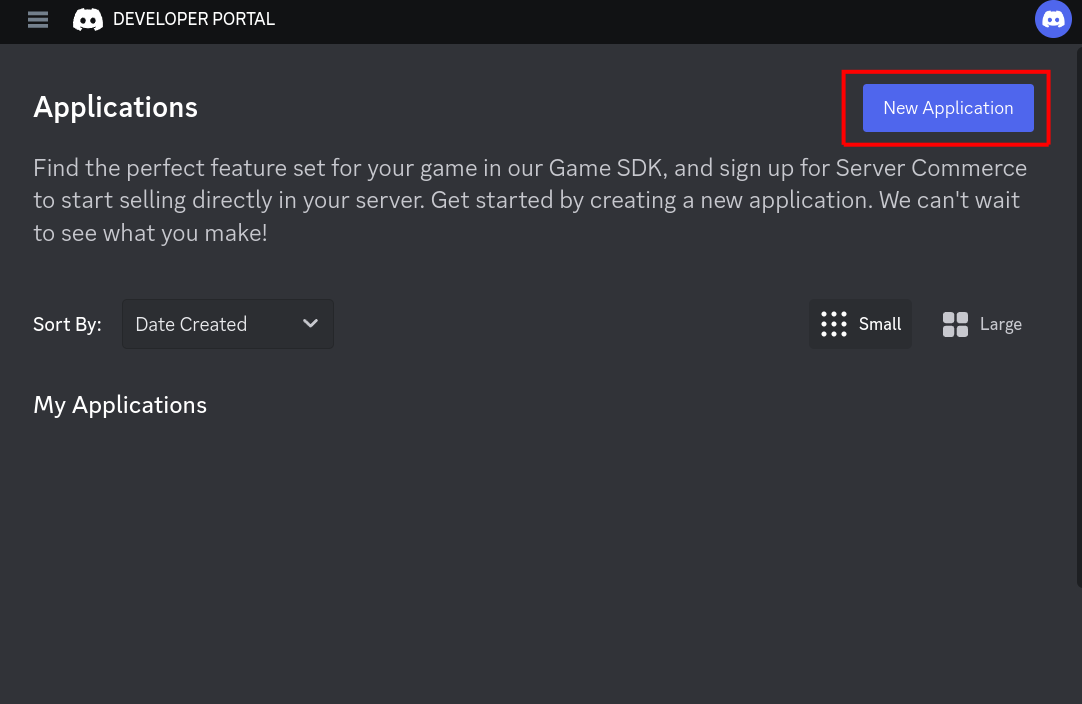 DEVELOPER PORTAL
Applications
New Application
Find the perfect feature set for your game in our Game SDK, and sign up for Server Commerce
to start selling directly in your server. Get started by creating a new application. We can't wait
to see what you make!
Sort By:
Date Created
Small
Large
My Applications